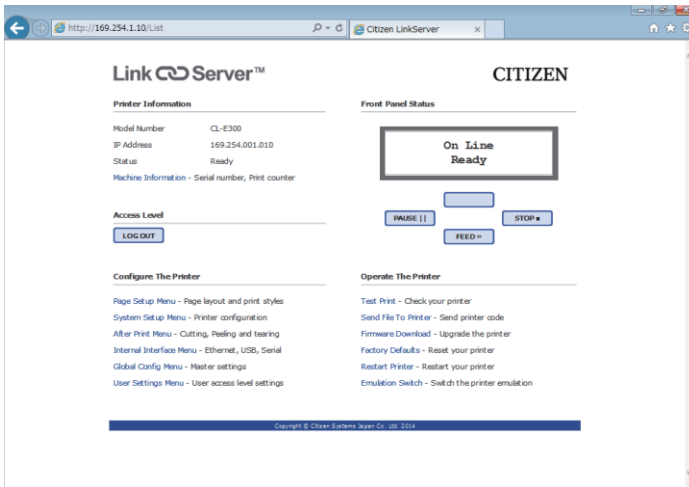 http://169.254.1.10/List
Citizen LinkServer
Link Server™
CITIZEN
Printer Information
Model Number CL-E300
IP Address 169.254.001.010
Status Ready
Machine Information - Serial number, Print counter
Front Panel Status
On Line
Ready
PAUSE ||
STOP ■
FEED »
Access Level
LOG OUT
Configure The Printer
Page Setup Menu - Page layout and print styles
System Setup Menu - Printer configuration
After Print Menu - Cutting, Peeling and tearing
Internal Interface Menu - Ethernet, USB, Serial
Global Config Menu - Master settings
User Settings Menu - User access level settings
Operate The Printer
Test Print - Check your printer
Send File To Printer - Send printer code
Firmware Download - Upgrade the printer
Factory Defaults - Reset your printer
Restart Printer - Restart your printer
Emulation Switch - Switch the printer emulation
Copyright © Citizen Systems Japan Co. Ltd. 2014